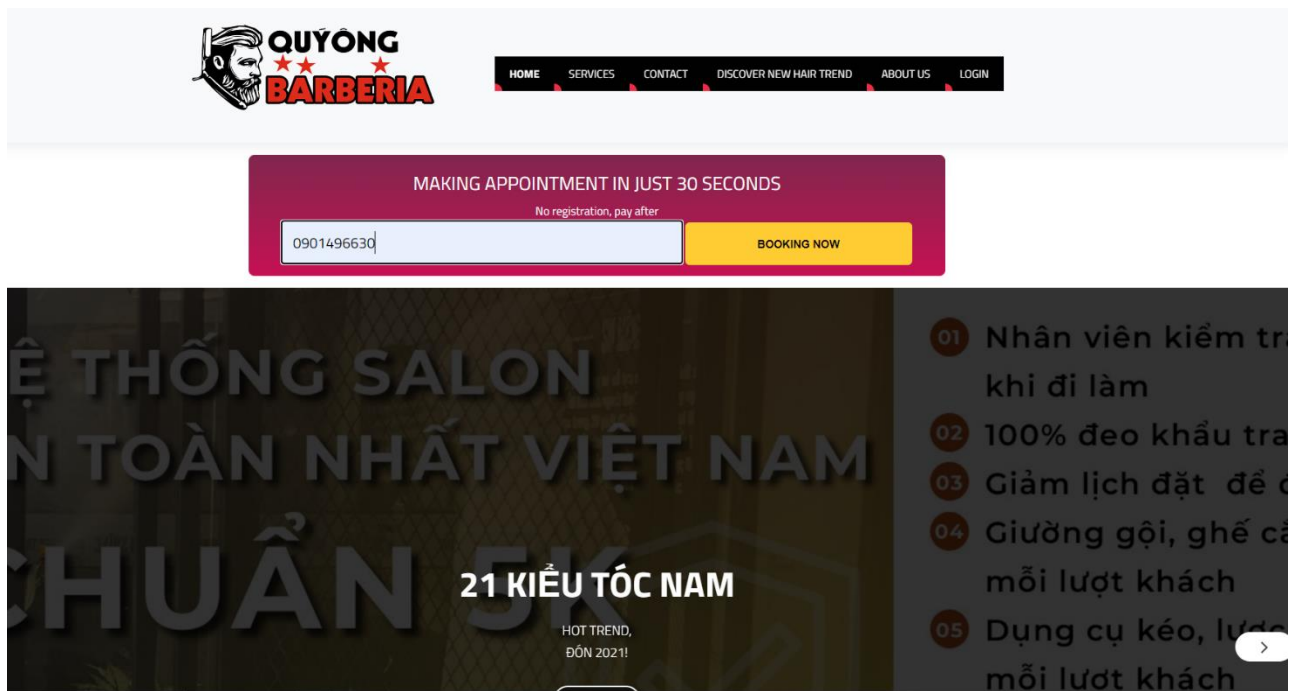 QUÝÔNG
BARBERIA
HOME SERVICES CONTACT DISCOVER NEW HAIR TREND ABOUT US LOGIN
MAKING APPOINTMENT IN JUST 30 SECONDS
No registration, pay after
0901496630 BOOKING NOW
Ệ THỐNG SALON
N TOÀN NHẤT VIỆT NAM
CHUẨN 5K
01 Nhân viên kiểm tra
khi đi làm
02 100% đeo khẩu tra
03 Giảm lịch đặt để
04 Giường gội, ghế cắ
mỗi lượt khách
05 Dụng cụ kéo, lược
mỗi lượt khách
21 KIỂU TÓC NAM
HOT TREND,
ĐÓN 2021!